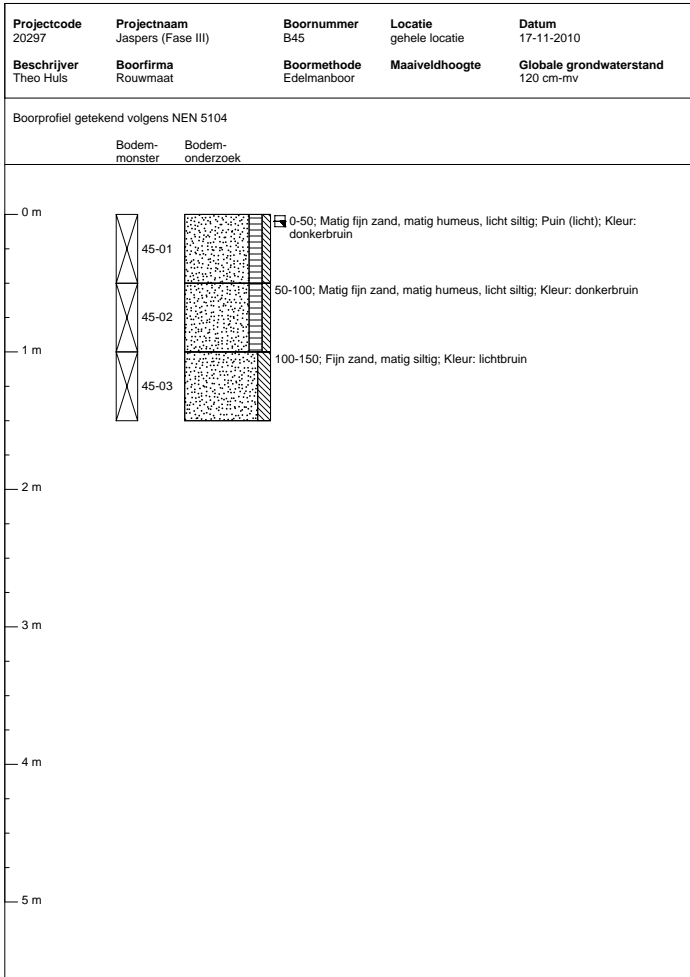 Projectcode Projectnaam Boornummer Locatie Datum
20297 Jaspers (Fase III) B45 gehele locatie 17-11-2010
Beschrijver Boorfirma Boormethode Maaiveldhoogte Globale grondwaterstand
Theo Huls Rouwmaat Edelmanboor 120 cm-mv
Boorprofiel getekend volgens NEN 5104
Bodem- Bodem-
monster onderzoek
0 m 0-50; Matig fijn zand, matig humeus, licht siltig; Puin (licht); Kleur:
donkerbruin
45-01
50-100; Matig fijn zand, matig humeus, licht siltig; Kleur: donkerbruin
45-02
1 m 100-150; Fijn zand, matig siltig; Kleur: lichtbruin
45-03
2 m
3 m
4 m
5 m